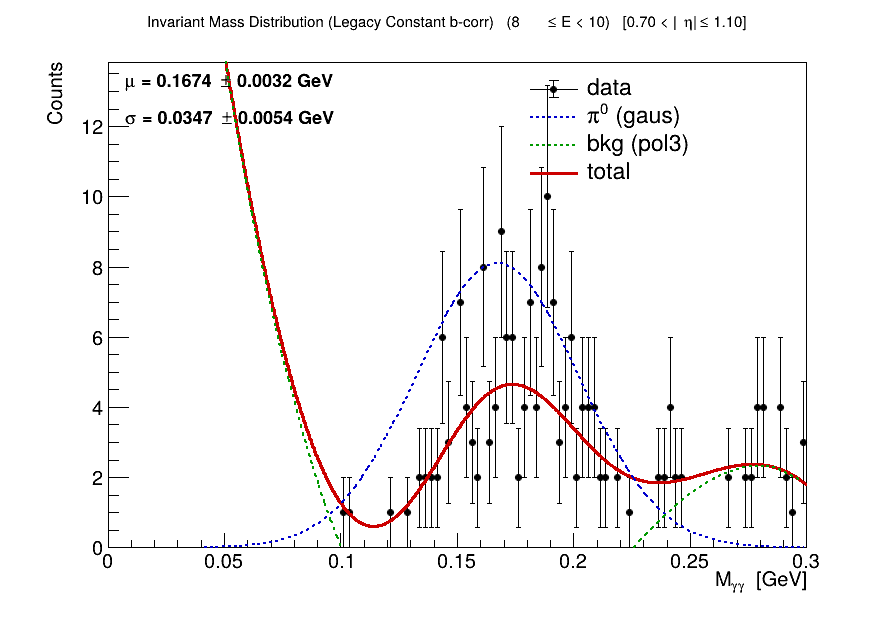 Invariant Mass Distribution (Legacy Constant b-corr) (8 ≤ E < 10) [0.70 < | η| ≤ 1.10]
μ = 0.1674 ± 0.0032 GeV
σ = 0.0347 ± 0.0054 GeV
data
π⁰ (gaus)
bkg (pol3)
total
Counts
12
10
8
6
4
2
0
0 0.05 0.1 0.15 0.2 0.25 0.3
Mγγ [GeV]